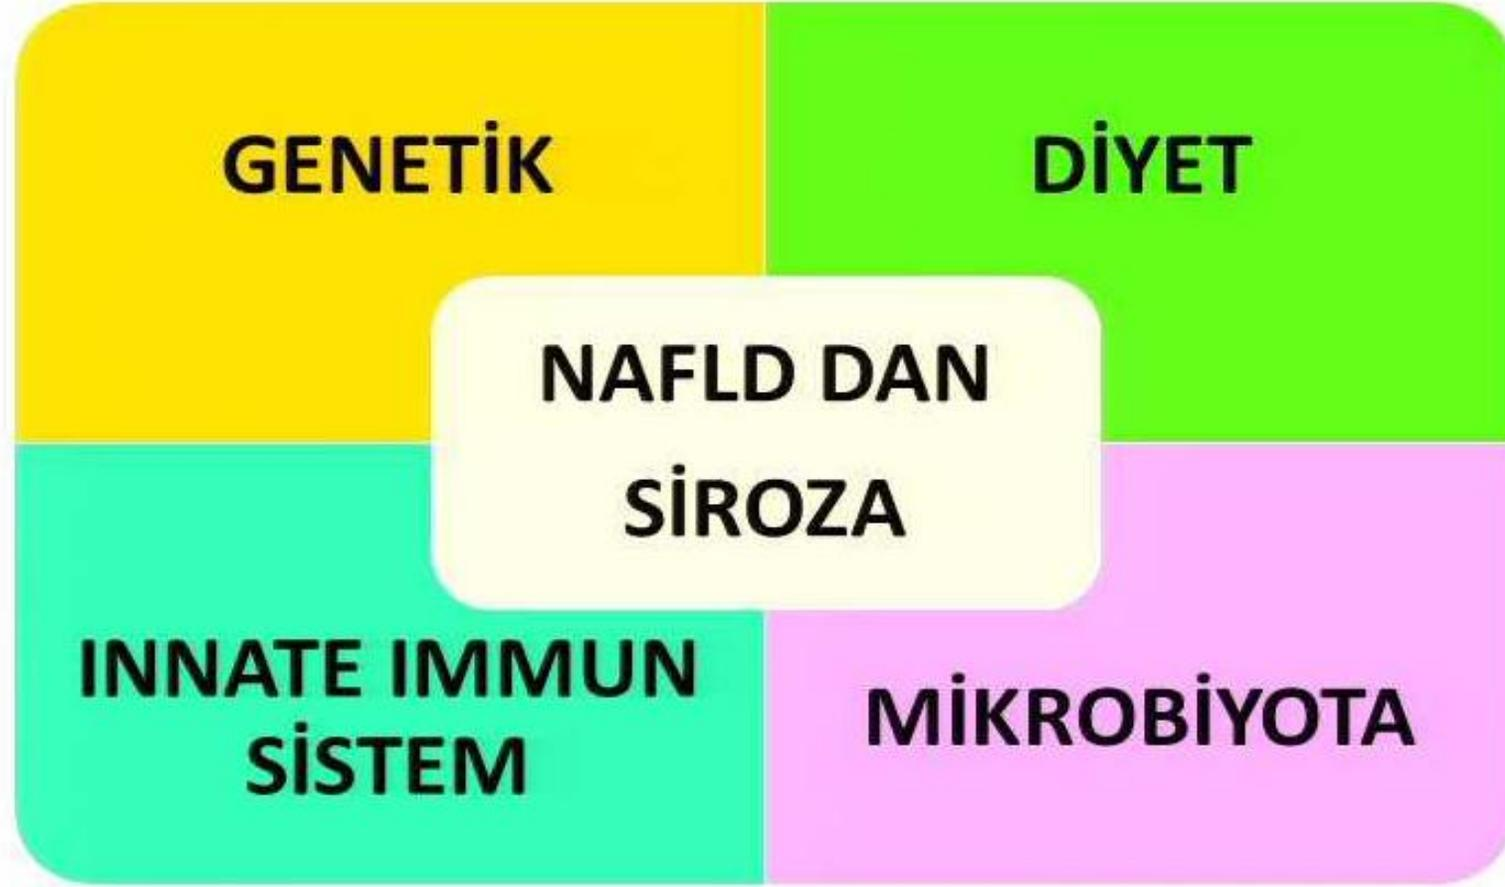 GENETİK
DİYET
NAFLD DAN
SİROZA
INNATE IMMUN
SİSTEM
MİKROBİYOTA